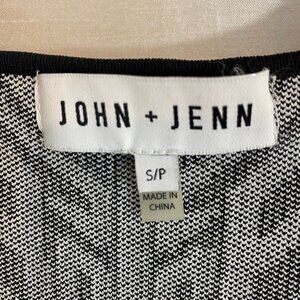 JOHN + JENN
S/P
MADE IN
CHINA